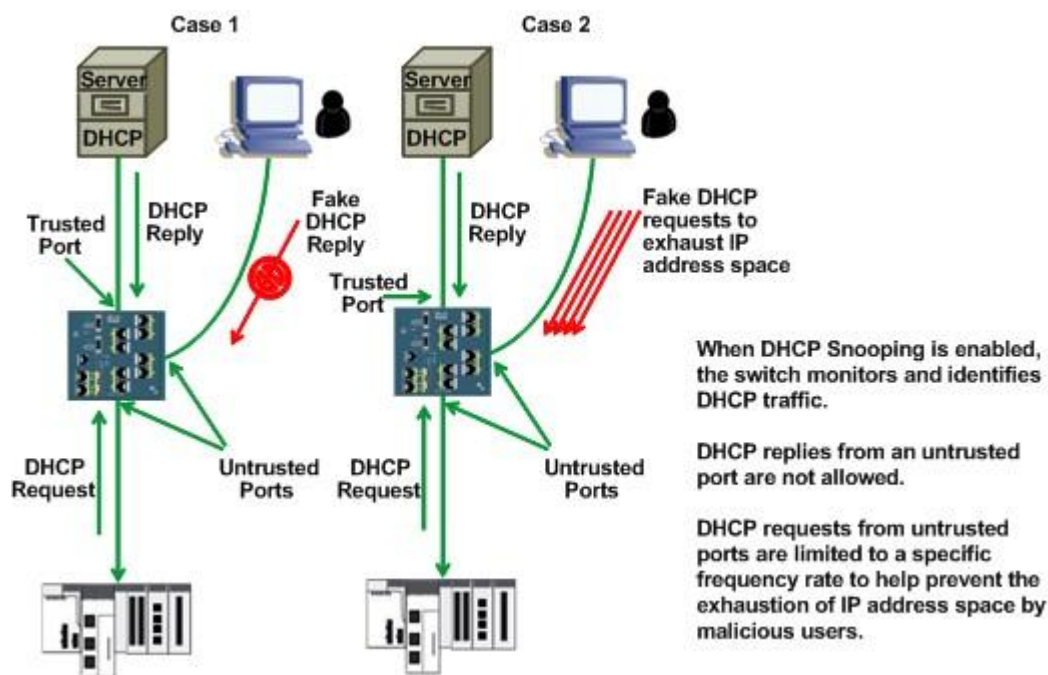 Case 1
Server
DHCP
Trusted
Port
DHCP
Reply
Fake
DHCP
Reply
DHCP
Request
Untrusted
Ports
Case 2
Server
DHCP
Trusted
Port
DHCP
Reply
Fake DHCP
requests to
exhaust IP
address space
DHCP
Request
Untrusted
Ports
When DHCP Snooping is enabled,
the switch monitors and identifies
DHCP traffic.
DHCP replies from an untrusted
port are not allowed.
DHCP requests from untrusted
ports are limited to a specific
frequency rate to help prevent the
exhaustion of IP address space by
malicious users.